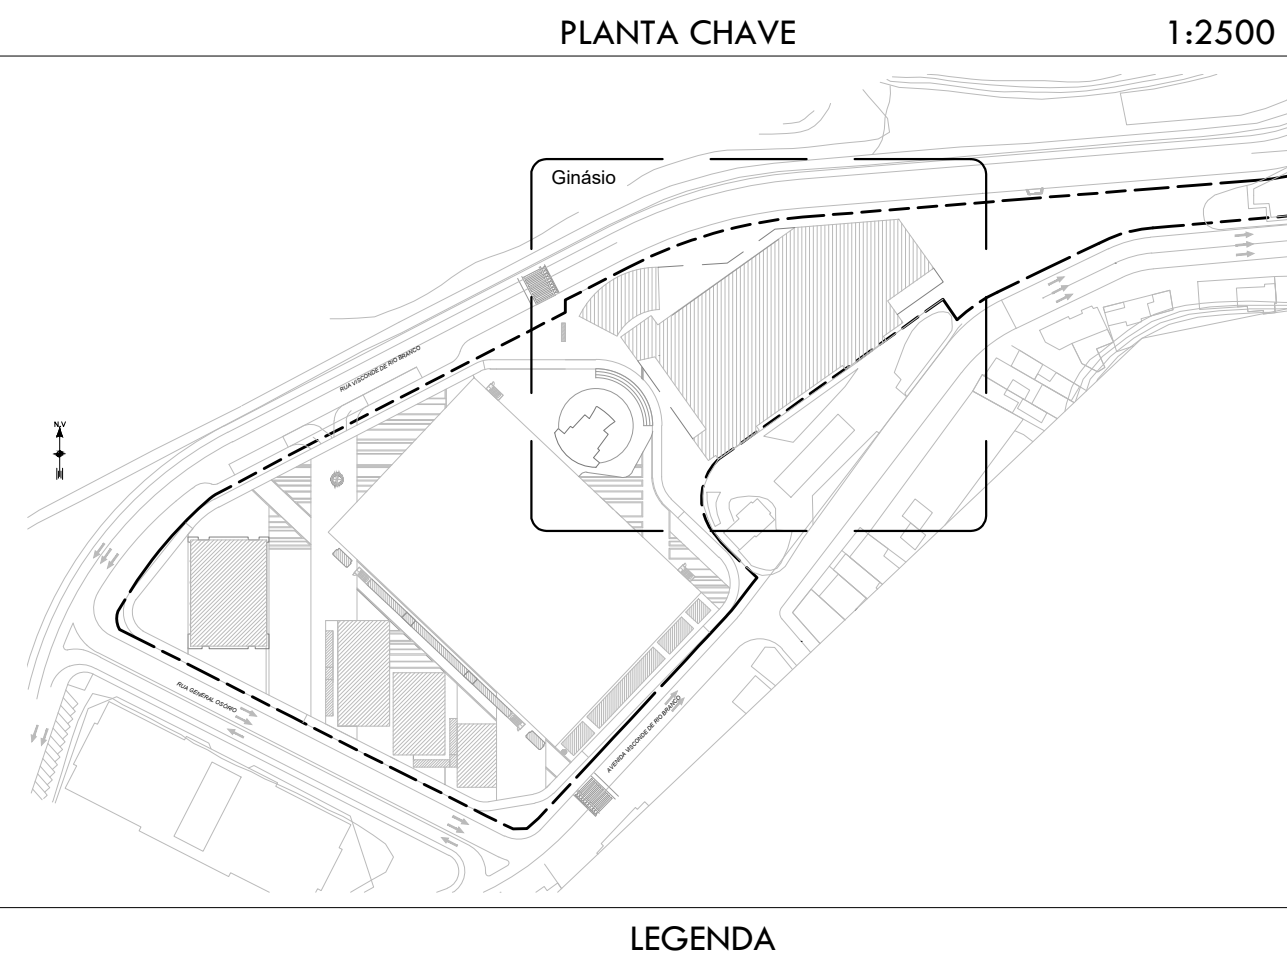 PLANTA CHAVE
1:2500
Ginásio
RUA VISCONDE DE RIO BRANCO
N.V
RUA GENERAL OSÓRIO
AVENIDA VISCONDE DE RIO BRANCO
LEGENDA